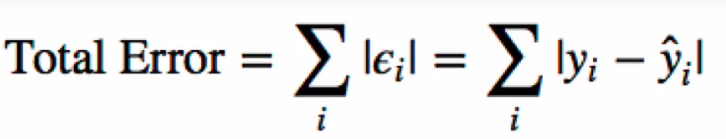 Total Error = ∑_i |ϵ_i| = ∑_i |y_i − ŷ_i|